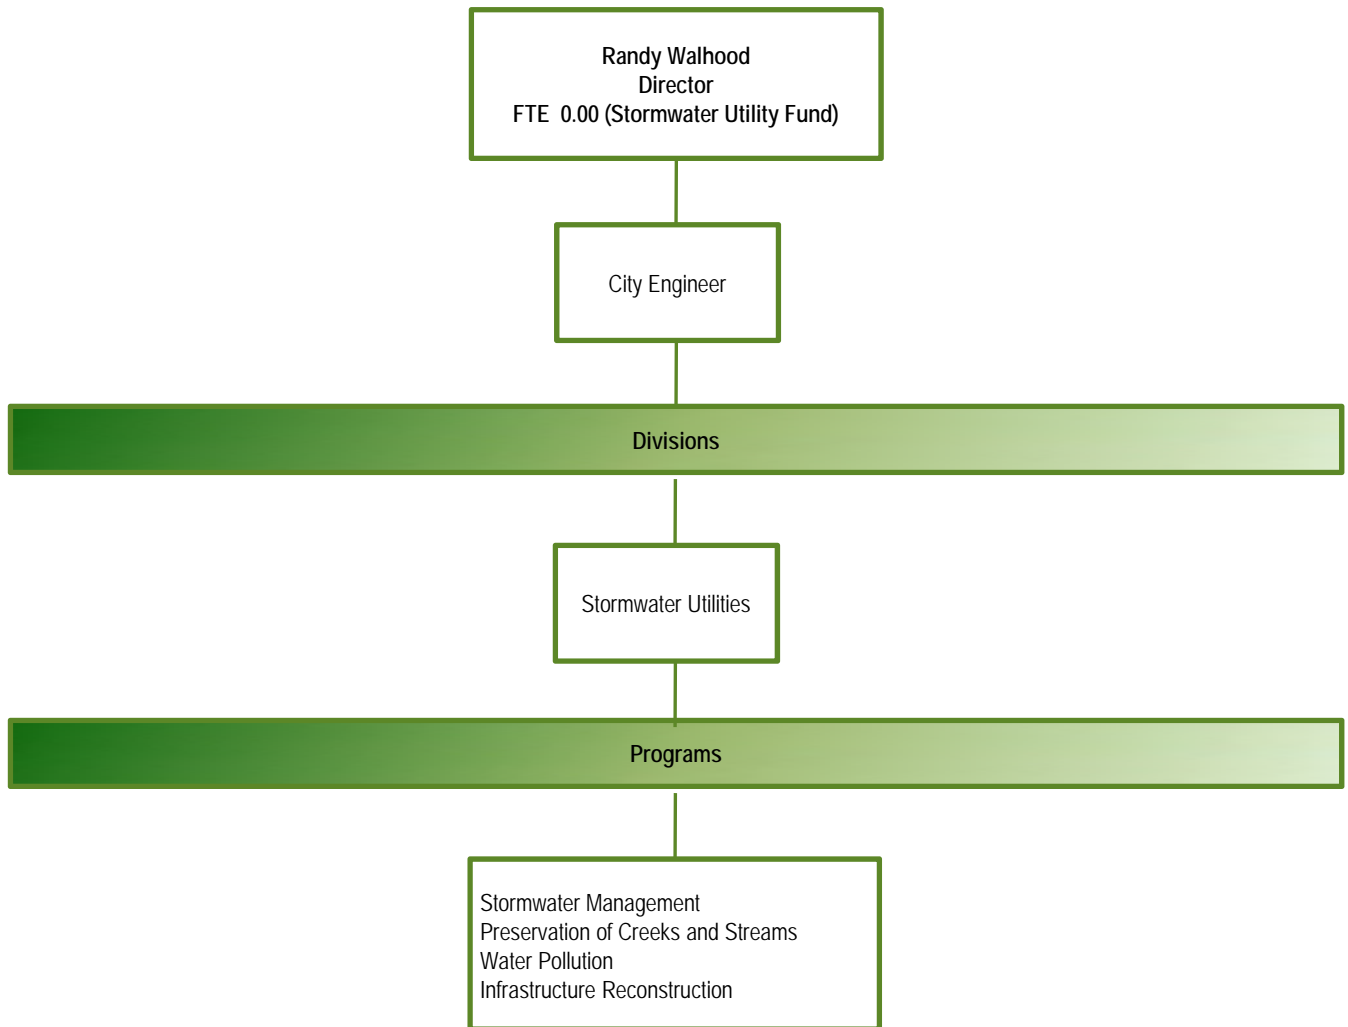 Randy Walhood
Director
FTE 0.00 (Stormwater Utility Fund)
City Engineer
Divisions
Stormwater Utilities
Programs
Stormwater Management
Preservation of Creeks and Streams
Water Pollution
Infrastructure Reconstruction